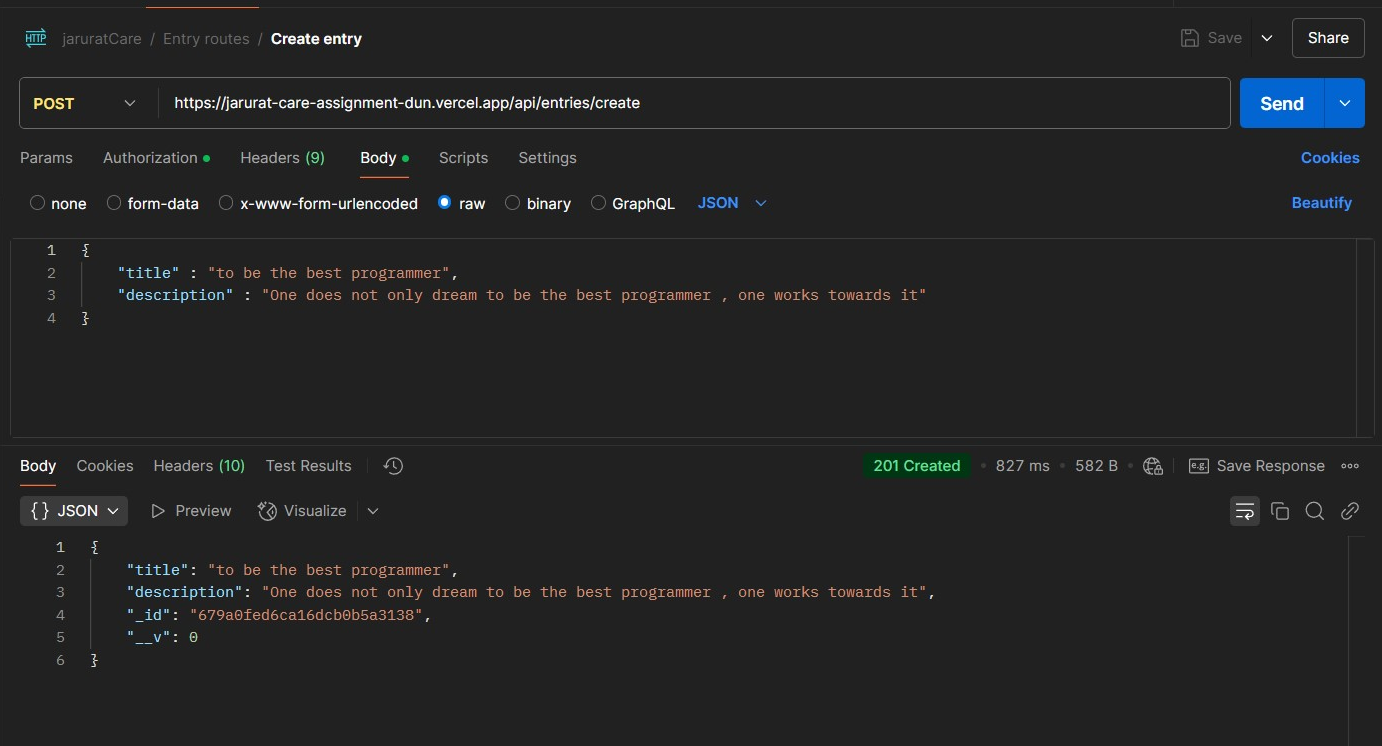 HTTP jaruratCare / Entry routes / Create entry Save Share
POST https://jarurat-care-assignment-dun.vercel.app/api/entries/create Send
Params Authorization Headers (9) Body Scripts Settings Cookies
none form-data x-www-form-urlencoded raw binary GraphQL JSON Beautify
1 {
2 "title" : "to be the best programmer",
3 "description" : "One does not only dream to be the best programmer , one works towards it"
4 }
Body Cookies Headers (10) Test Results 201 Created • 827 ms • 582 B • e.g. Save Response
{} JSON Preview Visualize
1 {
2 "title": "to be the best programmer",
3 "description": "One does not only dream to be the best programmer , one works towards it",
4 "_id": "679a0fed6ca16dcb0b5a3138",
5 "__v": 0
6 }